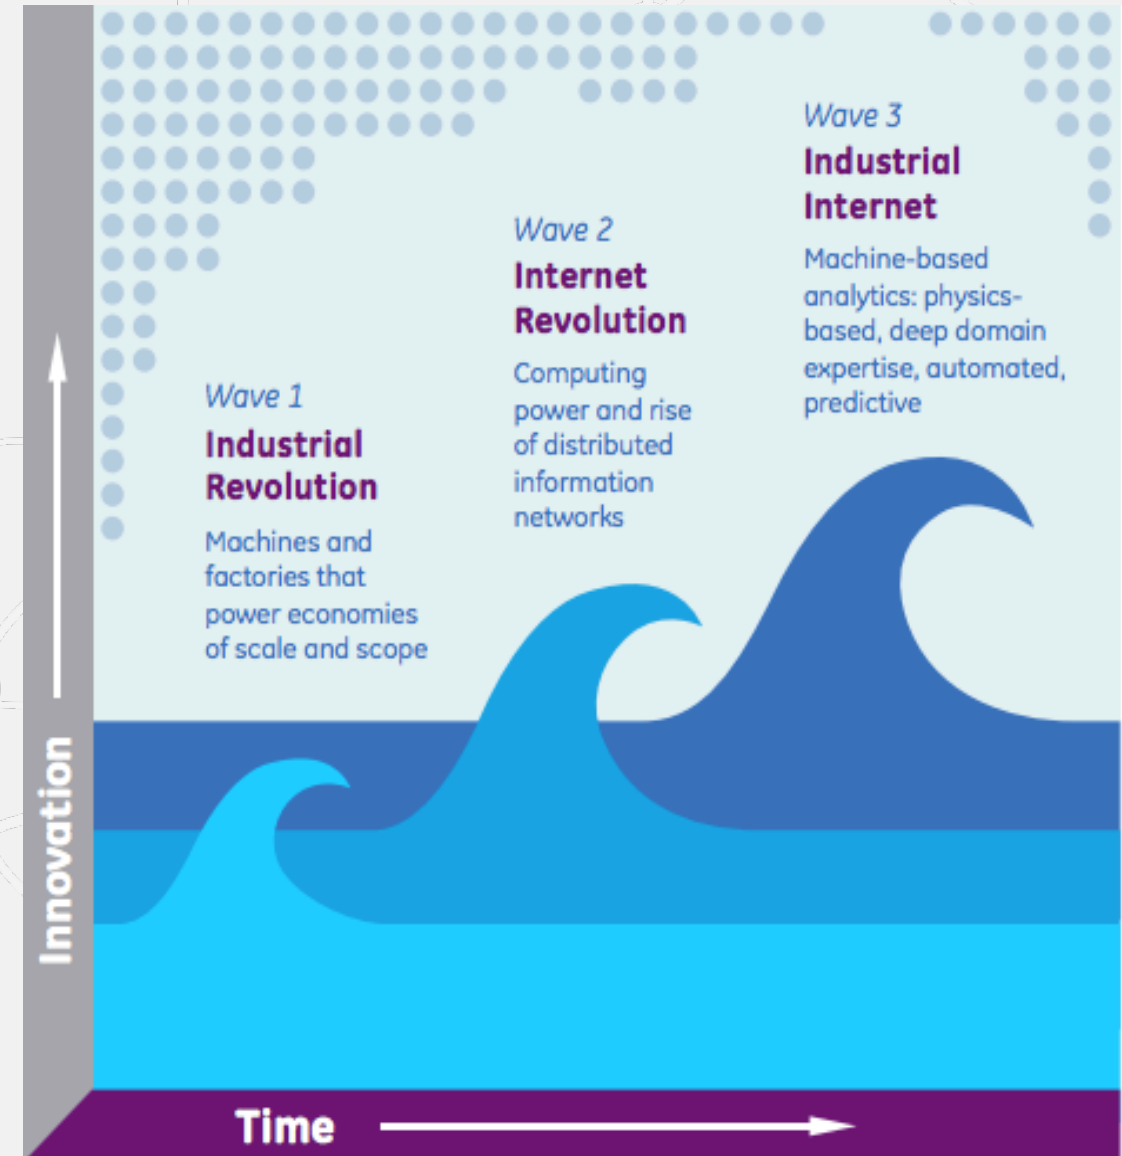 Wave 1
Industrial
Revolution
Machines and
factories that
power economies
of scale and scope
Wave 2
Internet
Revolution
Computing
power and rise
of distributed
information
networks
Wave 3
Industrial
Internet
Machine-based
analytics: physics-
based, deep domain
expertise, automated,
predictive
Innovation
Time